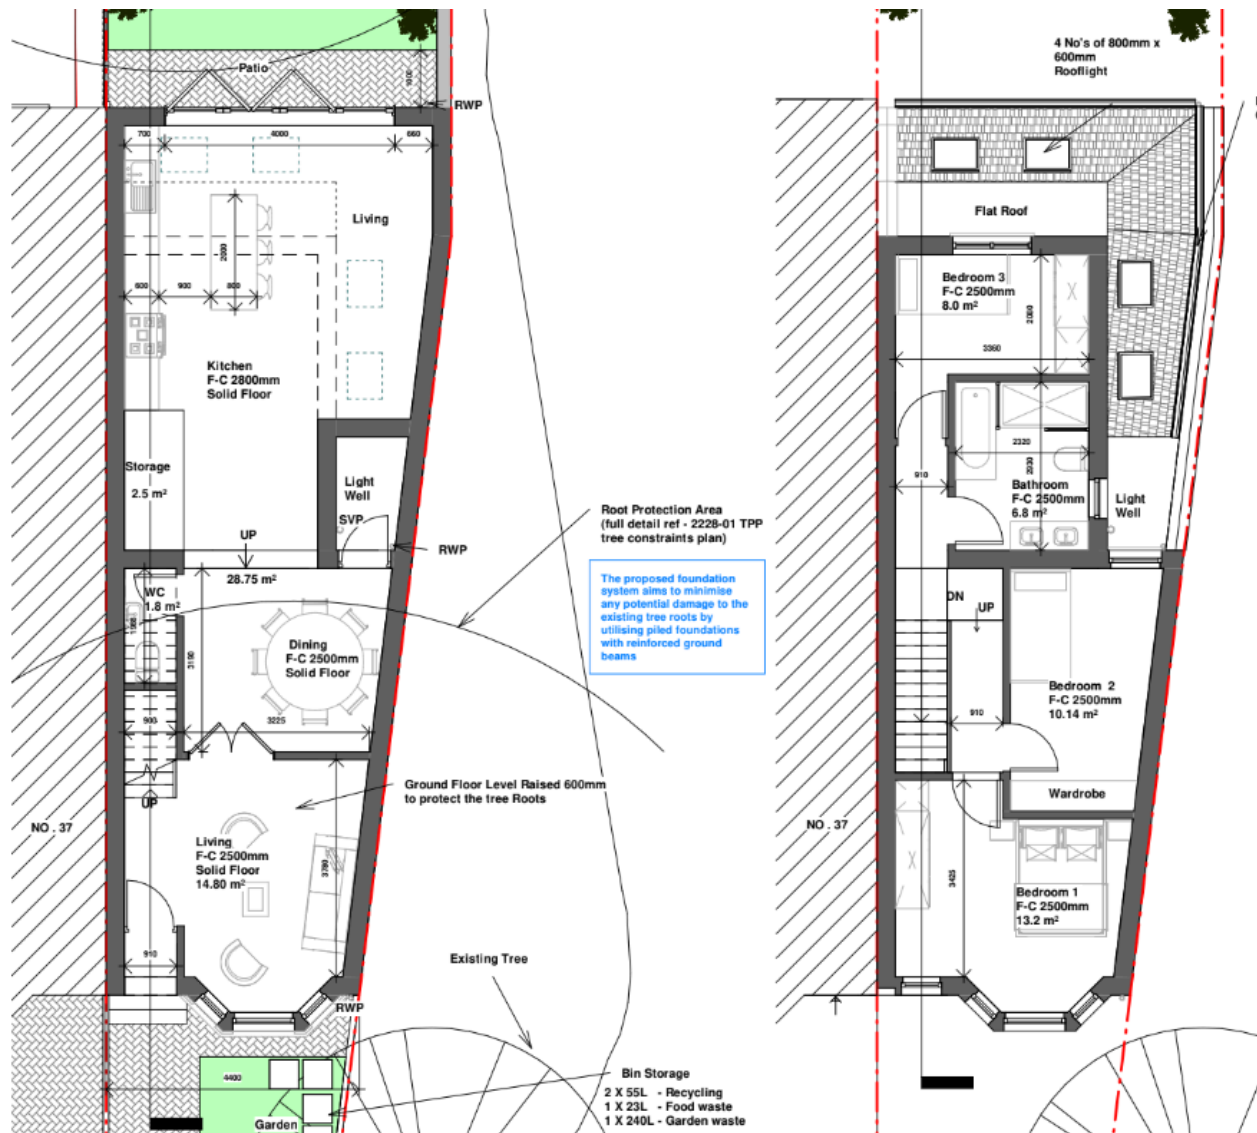 Patio
1000
RWP
700
4000
660
Living
2000
600
900
800
Kitchen
F-C 2800mm
Solid Floor
Storage
2.5 m²
Light
Well
SVP
RWP
UP
28.75 m²
WC
1.8 m²
Dining
F-C 2500mm
Solid Floor
3190
900
3225
UP
Living
F-C 2500mm
Solid Floor
14.80 m²
3780
910
NO . 37
RWP
4400
Garden
Root Protection Area
(full detail ref - 2228-01 TPP
tree constraints plan)
The proposed foundation
system aims to minimise
any potential damage to the
existing tree roots by
utilising piled foundations
with reinforced ground
beams
Ground Floor Level Raised 600mm
to protect the tree Roots
Existing Tree
Bin Storage
2 X 55L - Recycling
1 X 23L - Food waste
1 X 240L - Garden waste
4 No's of 800mm x
600mm
Rooflight
Flat Roof
Bedroom 3
F-C 2500mm
8.0 m²
3360
2320
910
Bathroom
F-C 2500mm
6.8 m²
Light
Well
DN
UP
Bedroom 2
F-C 2500mm
10.14 m²
910
Wardrobe
NO . 37
3425
Bedroom 1
F-C 2500mm
13.2 m²